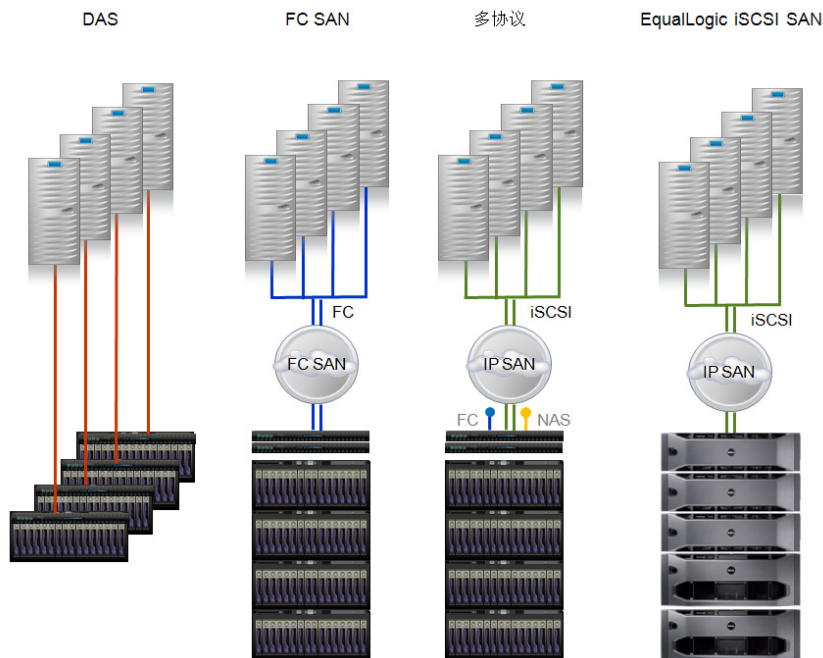 DAS
FC SAN
多协议
EqualLogic iSCSI SAN
FC
iSCSI
iSCSI
FC SAN
IP SAN
IP SAN
FC
NAS